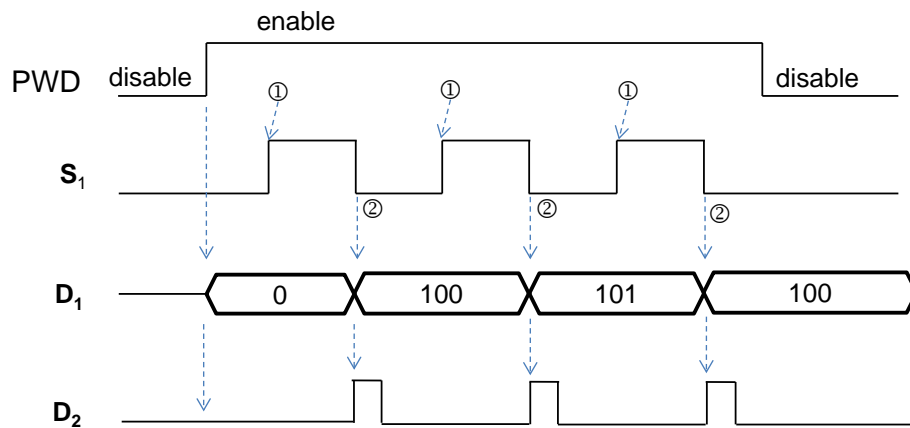 enable
PWD disable disable
① ① ①
S₁
② ② ②
D₁ 0 100 101 100
D₂